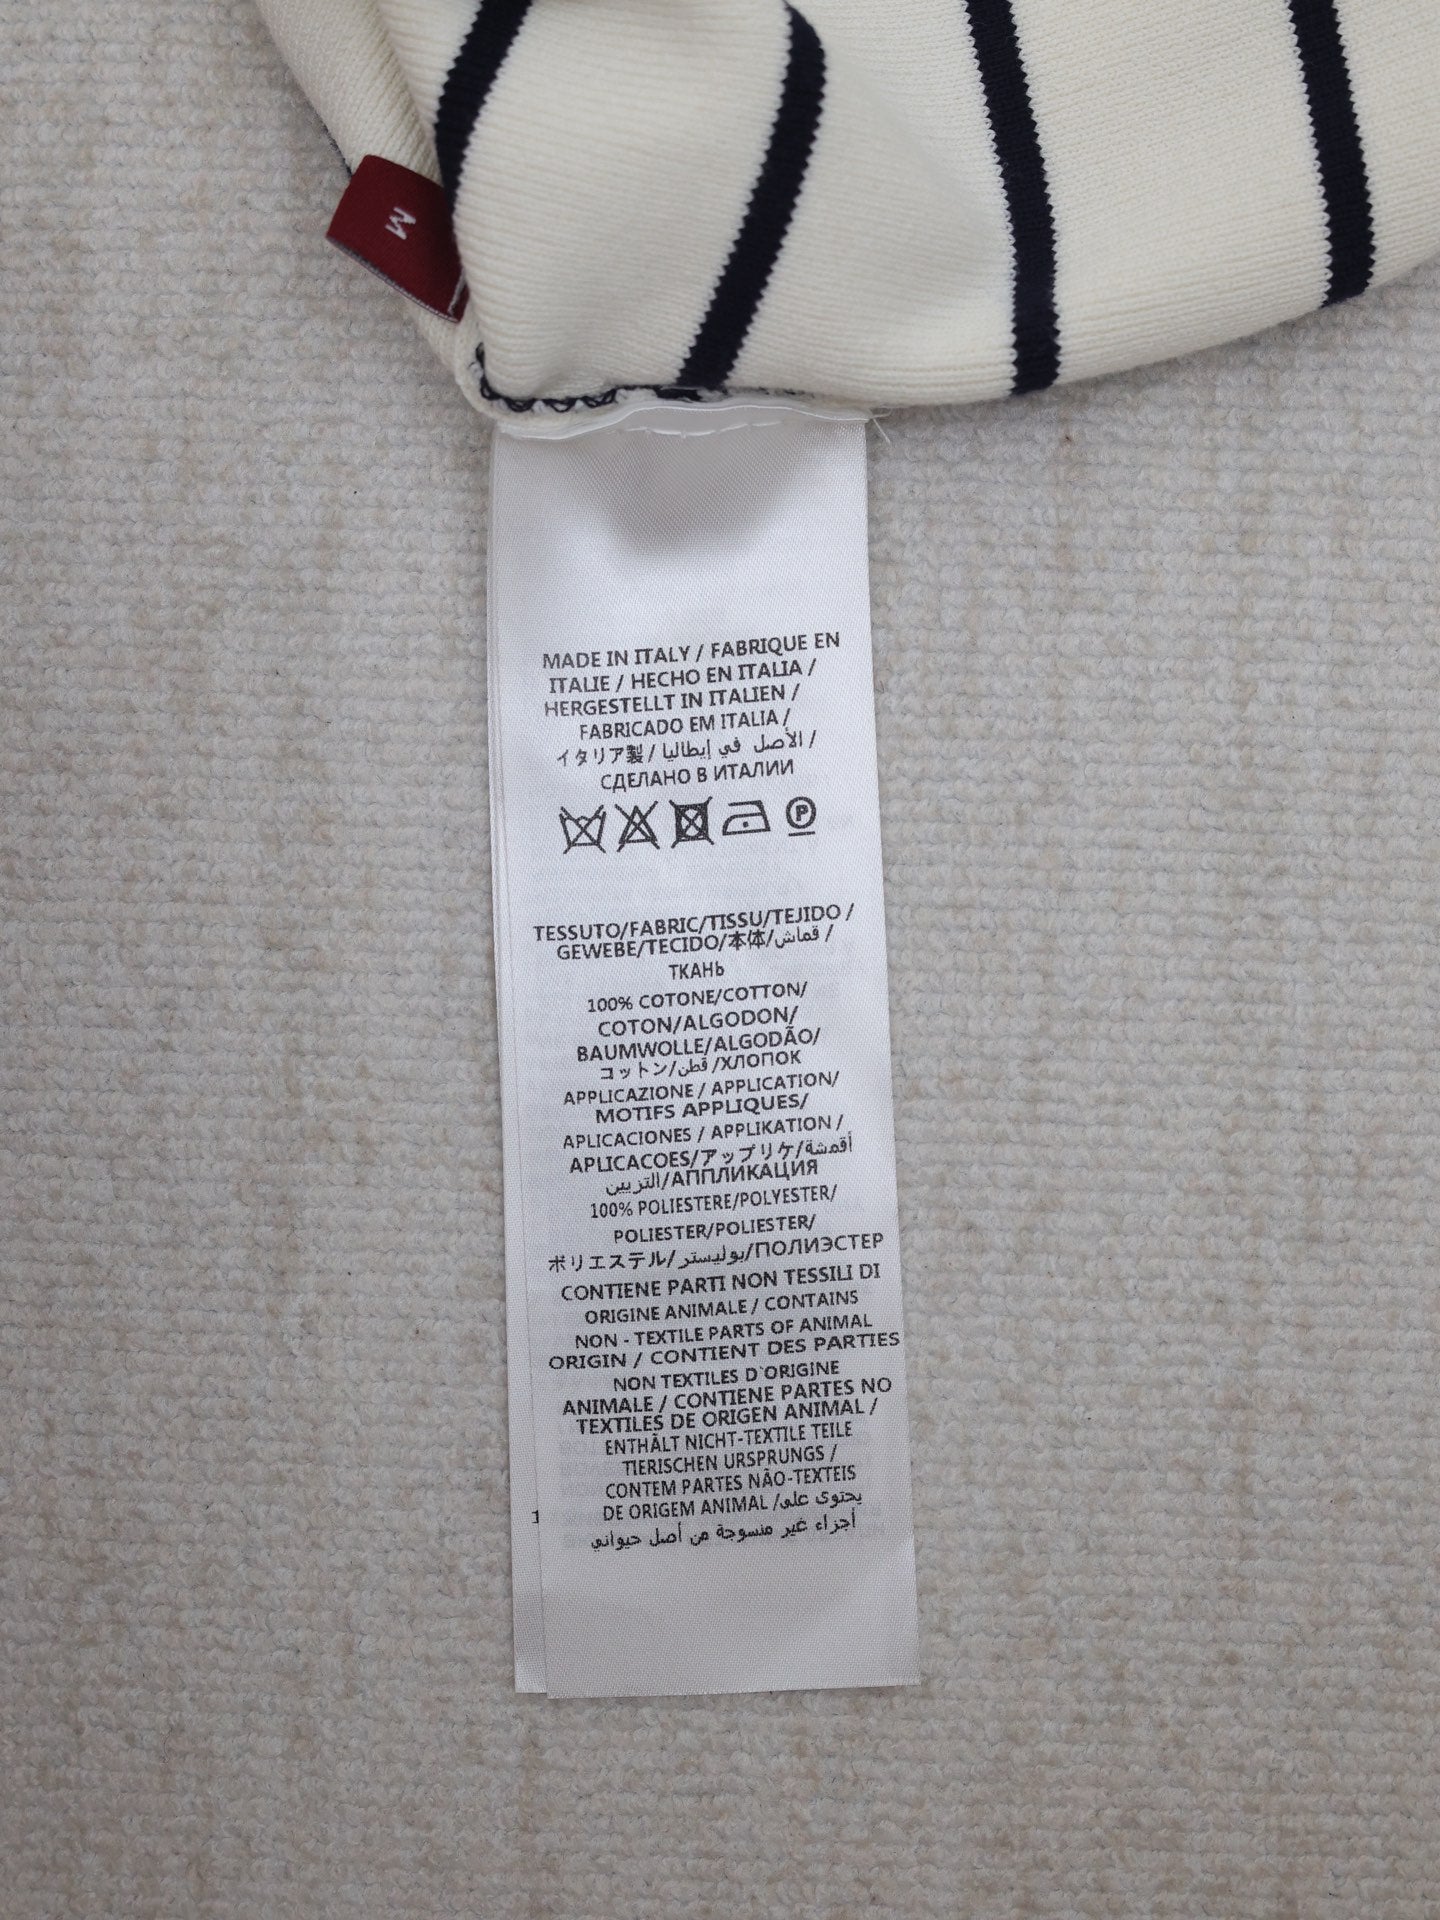 M
MADE IN ITALY / FABRIQUE EN
ITALIE / HECHO EN ITALIA /
HERGESTELLT IN ITALIEN /
FABRICADO EM ITALIA /
イタリア製 / الأصل في إيطاليا /
СДЕЛАНО В ИТАЛИИ
P
TESSUTO/FABRIC/TISSU/TEJIDO /
GEWEBE/TECIDO/本体/قماش /
ТКАНЬ
100% COTONE/COTTON/
COTON/ALGODON/
BAUMWOLLE/ALGODÃO/
コットン/قطن/ХЛОПОК
APPLICAZIONE / APPLICATION/
MOTIFS APPLIQUES/
APLICACIONES / APPLIKATION /
APLICACOES/アップリケ/أقمشة
التزيين/АППЛИКАЦИЯ
100% POLIESTERE/POLYESTER/
POLIESTER/POLIESTER/
ポリエステル/بوليستر/ПОЛИЭСТЕР
CONTIENE PARTI NON TESSILI DI
ORIGINE ANIMALE / CONTAINS
NON - TEXTILE PARTS OF ANIMAL
ORIGIN / CONTIENT DES PARTIES
NON TEXTILES D`ORIGINE
ANIMALE / CONTIENE PARTES NO
TEXTILES DE ORIGEN ANIMAL /
ENTHÄLT NICHT-TEXTILE TEILE
TIERISCHEN URSPRUNGS /
CONTEM PARTES NÃO-TEXTEIS
DE ORIGEM ANIMAL /يحتوى على
أجزاء غير منسوجة من أصل حيواني